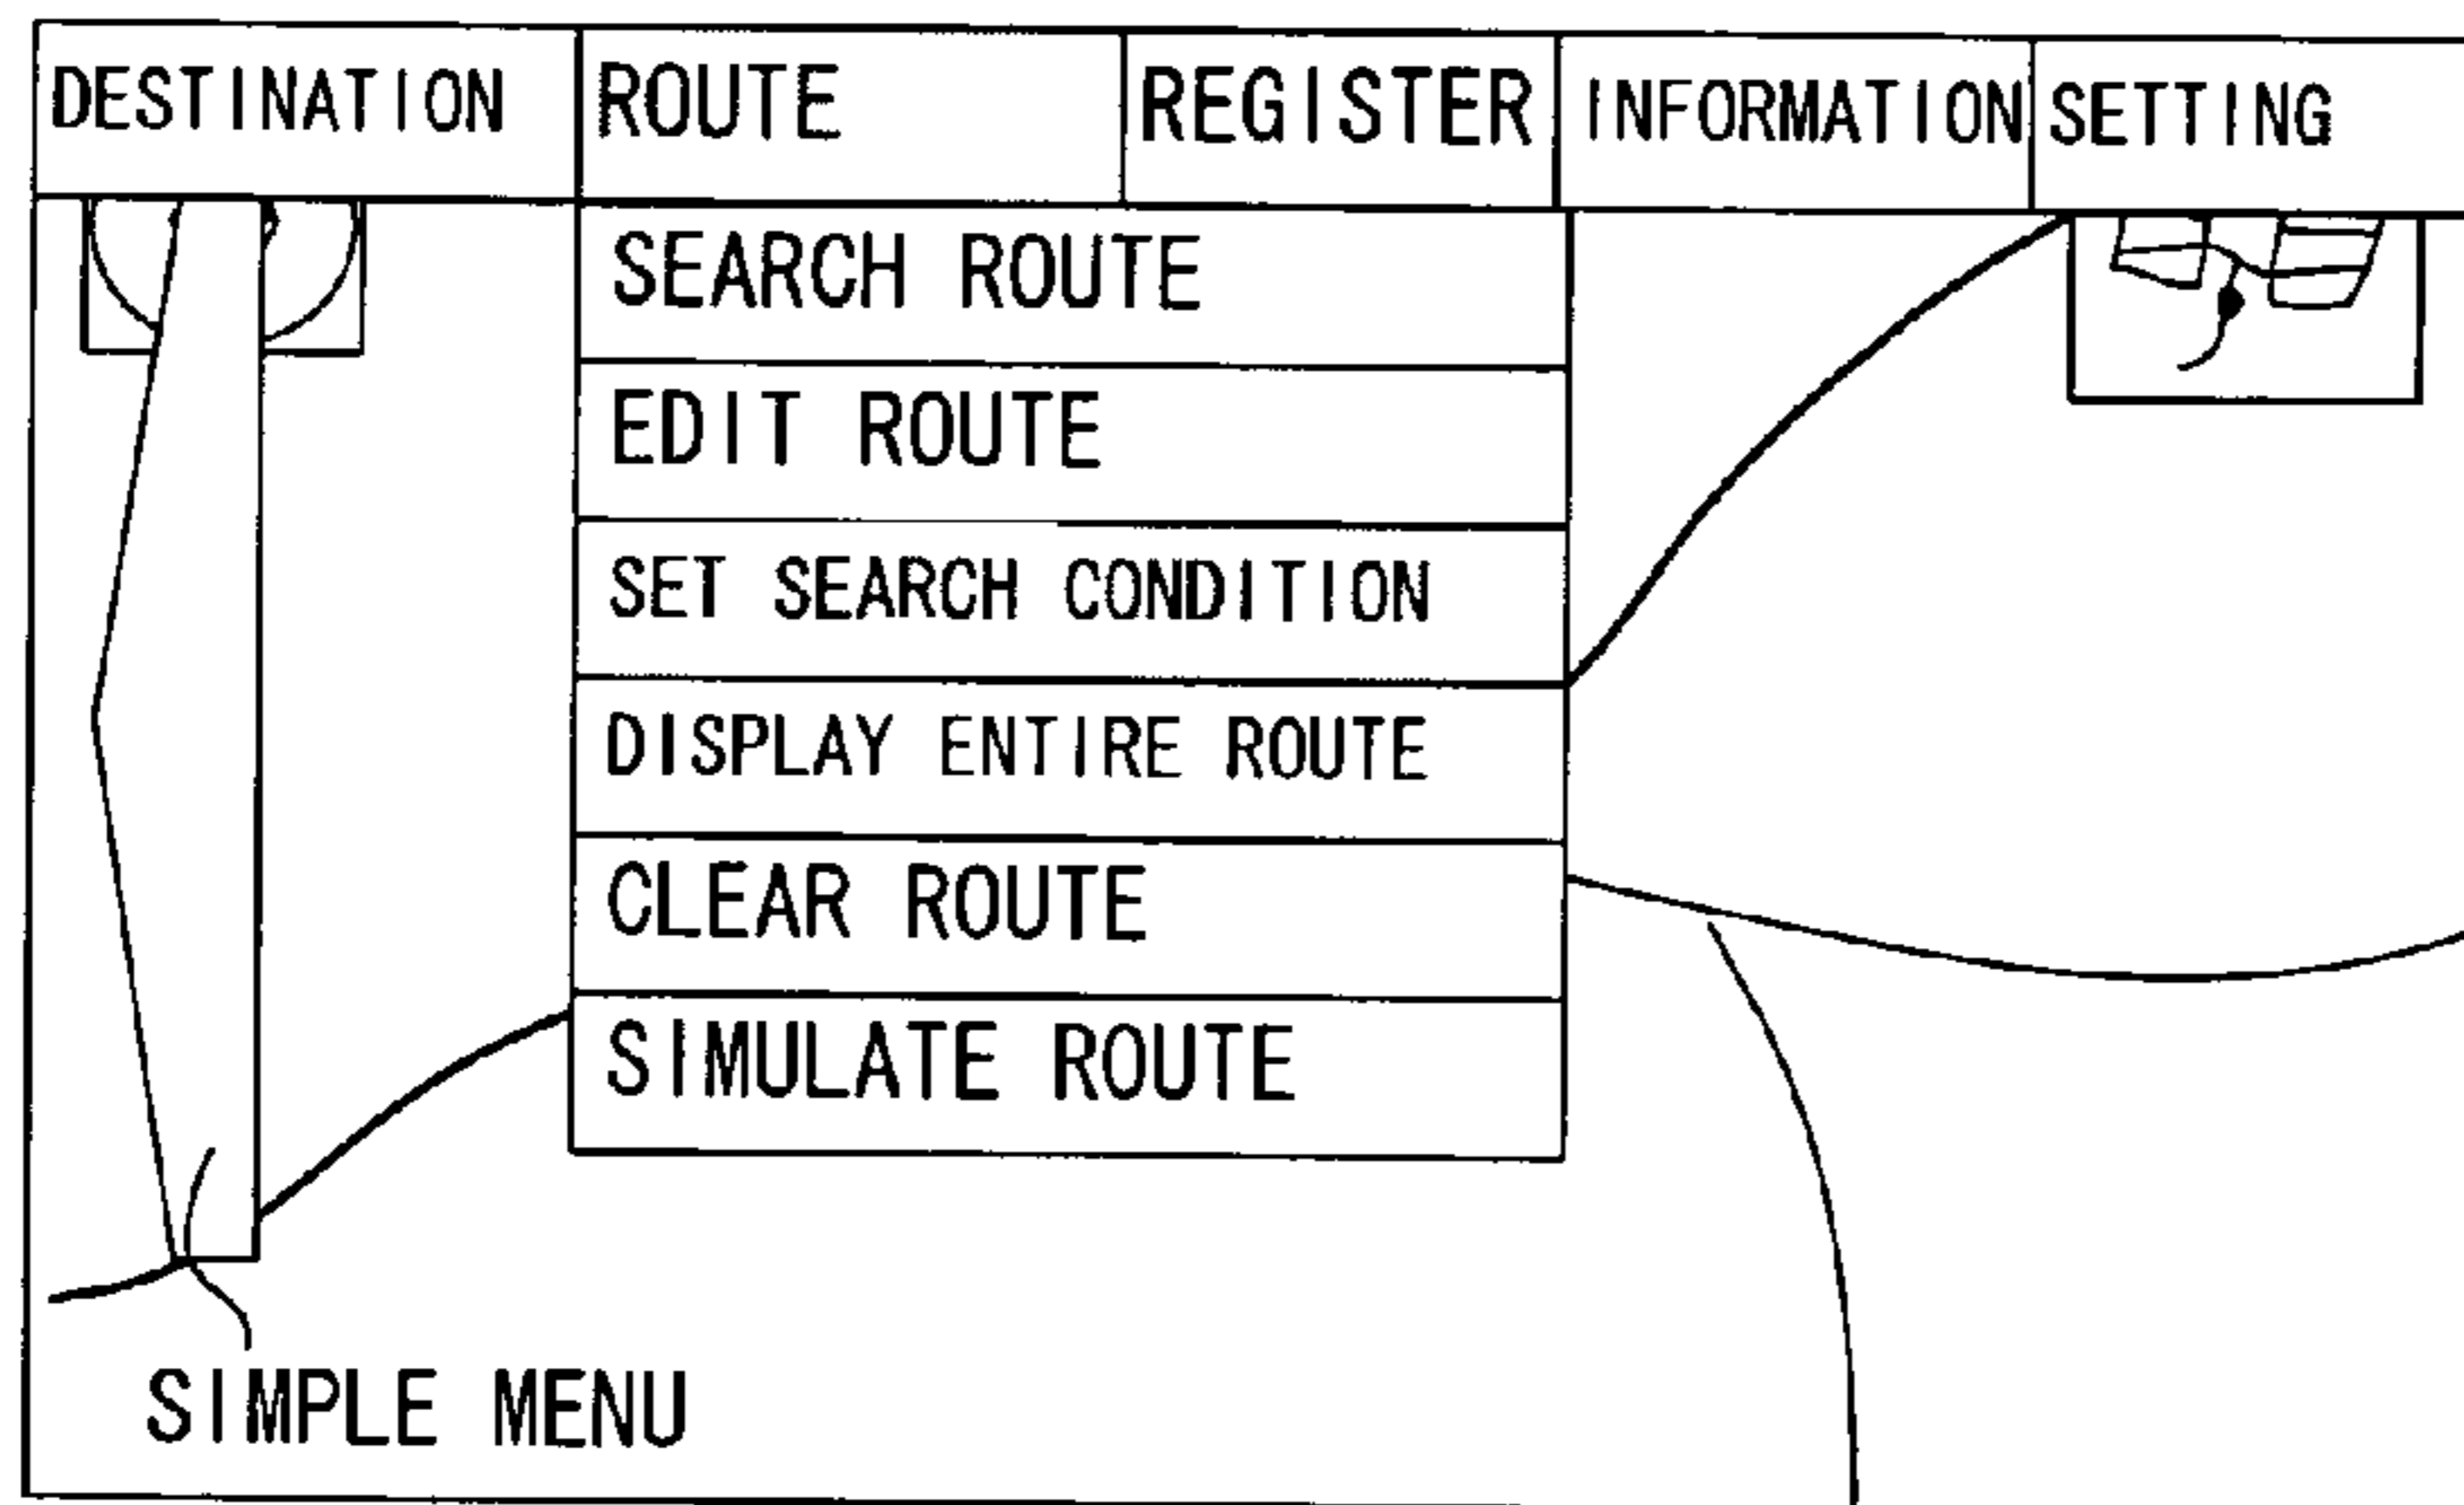 DESTINATION ROUTE REGISTER INFORMATION SETTING
SEARCH ROUTE
EDIT ROUTE
SET SEARCH CONDITION
DISPLAY ENTIRE ROUTE
CLEAR ROUTE
SIMULATE ROUTE
SIMPLE MENU